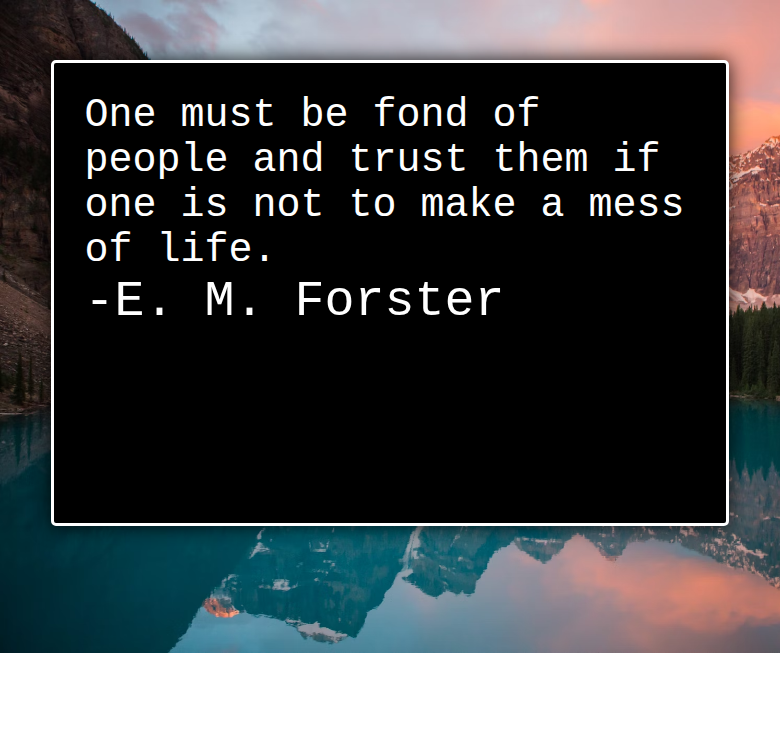 One must be fond of
people and trust them if
one is not to make a mess
of life.
-E. M. Forster